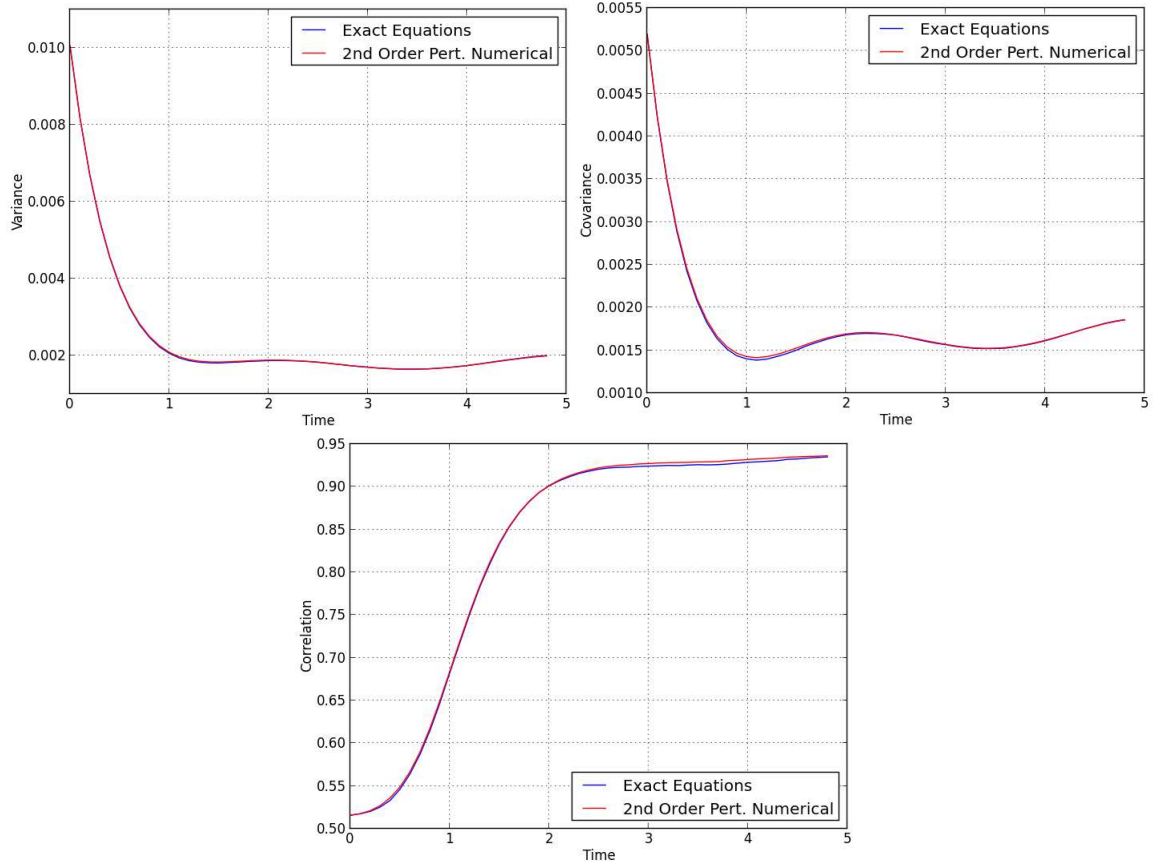 0.010
0.008
0.006
0.004
0.002
Variance
0 1 2 3 4 5
Time
Exact Equations
2nd Order Pert. Numerical
0.0055
0.0050
0.0045
0.0040
0.0035
0.0030
0.0025
0.0020
0.0015
0.0010
Covariance
0 1 2 3 4 5
Time
Exact Equations
2nd Order Pert. Numerical
0.95
0.90
0.85
0.80
0.75
0.70
0.65
0.60
0.55
0.50
Correlation
0 1 2 3 4 5
Time
Exact Equations
2nd Order Pert. Numerical